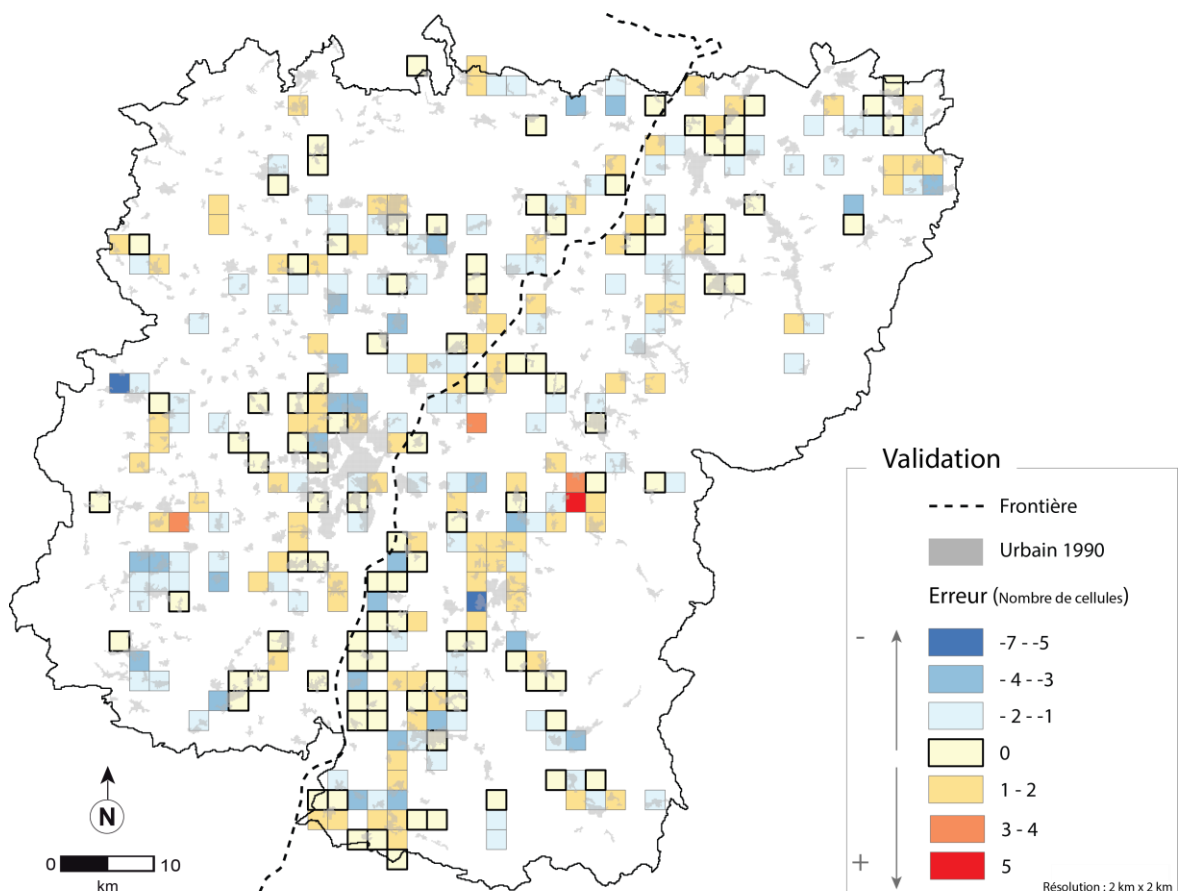 Validation
Frontière
Urbain 1990
Erreur (Nombre de cellules)
-
-7 - -5
- 4 - -3
- 2 - -1
0
1 - 2
3 - 4
+
5
Résolution : 2 km x 2 km
N
0 10
km